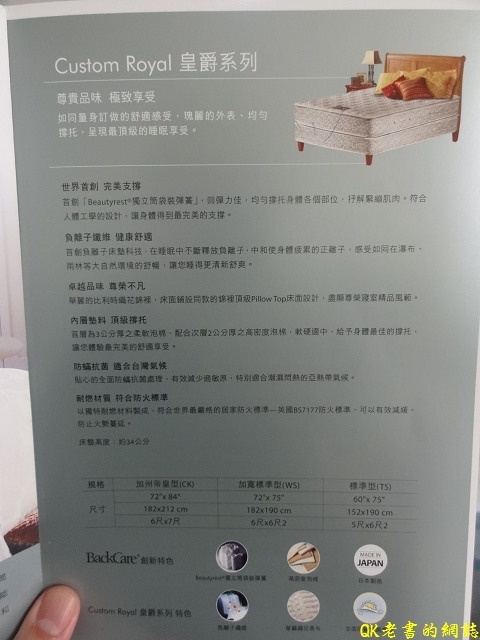 Custom Royal 皇爵系列
尊貴品味 極致享受
如同量身訂做的舒適感受，瑰麗的外表、均勻
撐托，呈現最頂級的睡眠享受。
世界首創 完美支撐
首創「Beautyrest®獨立筒袋裝彈簧」，回彈力佳，均勻撐托身體各個部位，抒解緊繃肌肉。符合
人體工學的設計，讓身體得到最完美的支撐。
負離子纖維 健康舒適
首創負離子床墊科技，在睡眠中不斷釋放負離子，中和使身體疲累的正離子，感受如同在瀑布、
雨林等大自然環境的舒暢，讓您睡得更清新舒爽。
卓越品味 尊榮不凡
華麗的比利時織花錦裡，床面鋪設同款的錦裡頂級Pillow Top床面設計，盡顯尊榮寢室精品風範。
內層墊料 頂級撐托
首層為3公分厚之柔軟泡棉，配合次層2公分厚之高密度泡棉，軟硬適中，給予身體最佳的撐托，
讓您體驗最完美的舒適享受。
防蟎抗菌 適合台灣氣候
貼心的全面防蟎抗菌處理，有效減少過敏原，特別適合潮濕悶熱的亞熱帶氣候。
耐燃材質 符合防火標準
以獨特耐燃材料製成，符合世界最嚴格的居家防火標準—英國BS7177防火標準，可以有效減緩、
防止火勢蔓延。
床墊高度：約34公分
規格 加州帝皇型(CK) 加寬標準型(WS) 標準型(TS)
尺寸 72"x 84" 72"x 75" 60"x 75"
182x212 cm 182x190 cm 152x190 cm
6尺x7尺 6尺x6尺2 5尺x6尺2
BackCare® 創新特色
MADE IN
JAPAN
Beautyrest®獨立筒袋裝彈簧 日本製造
Custom Royal 皇爵系列 特色
負離子纖維
QK老書的網誌